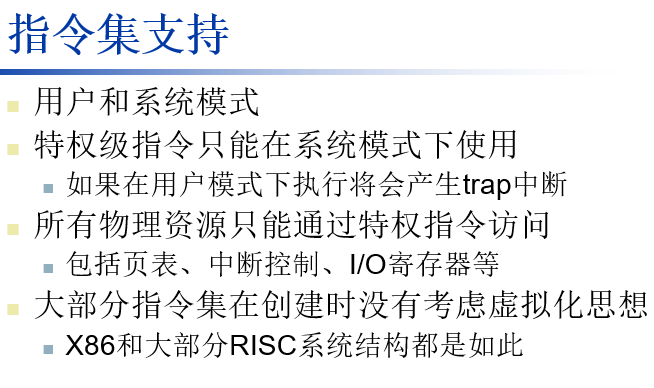 指令集支持
用户和系统模式
特权级指令只能在系统模式下使用
如果在用户模式下执行将会产生trap中断
所有物理资源只能通过特权指令访问
包括页表、中断控制、I/O寄存器等
大部分指令集在创建时没有考虑虚拟化思想
X86和大部分RISC系统结构都是如此